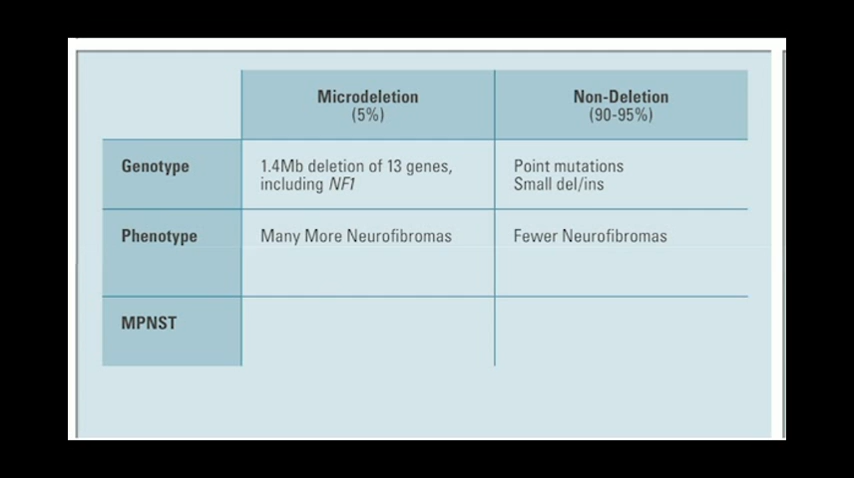 Microdeletion
(5%)
Non-Deletion
(90-95%)
Genotype
1.4Mb deletion of 13 genes,
including NF1
Point mutations
Small del/ins
Phenotype
Many More Neurofibromas
Fewer Neurofibromas
MPNST